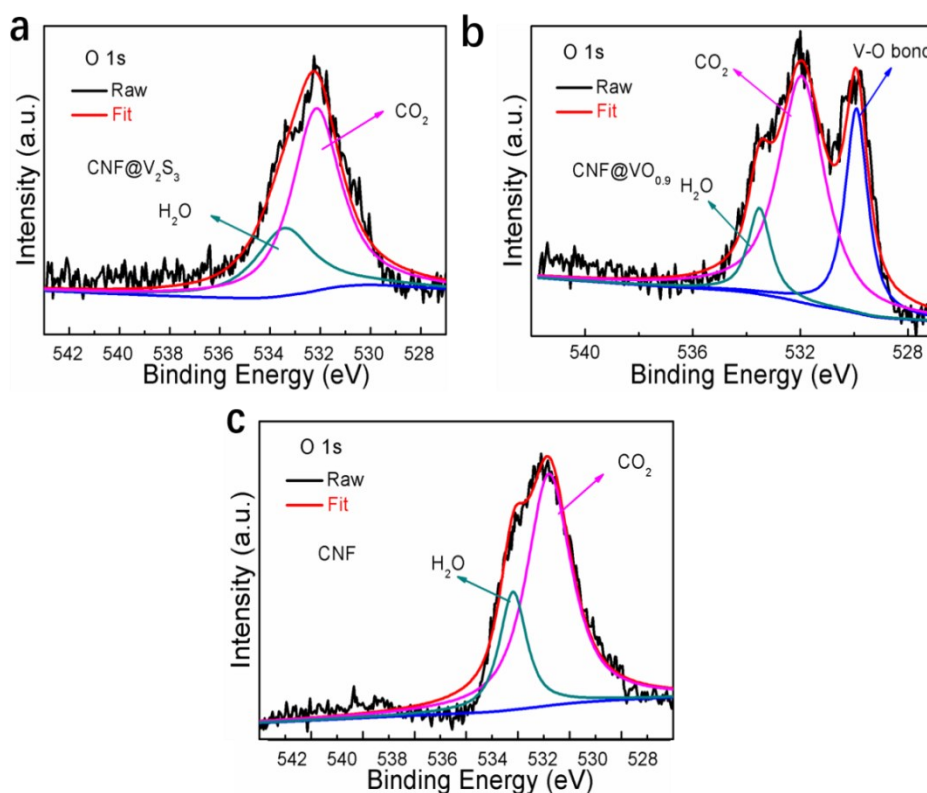 a
O 1s
Raw
Fit
CNF@V₂S₃
CO₂
H₂O
Intensity (a.u.)
542 540 538 536 534 532 530 528
Binding Energy (eV)
b
O 1s
Raw
Fit
CO₂
V-O bond
CNF@VO₀.₉
H₂O
Intensity (a.u.)
540 536 532 528
Binding Energy (eV)
c
O 1s
Raw
Fit
CNF
CO₂
H₂O
Intensity (a.u.)
542 540 538 536 534 532 530 528
Binding Energy (eV)